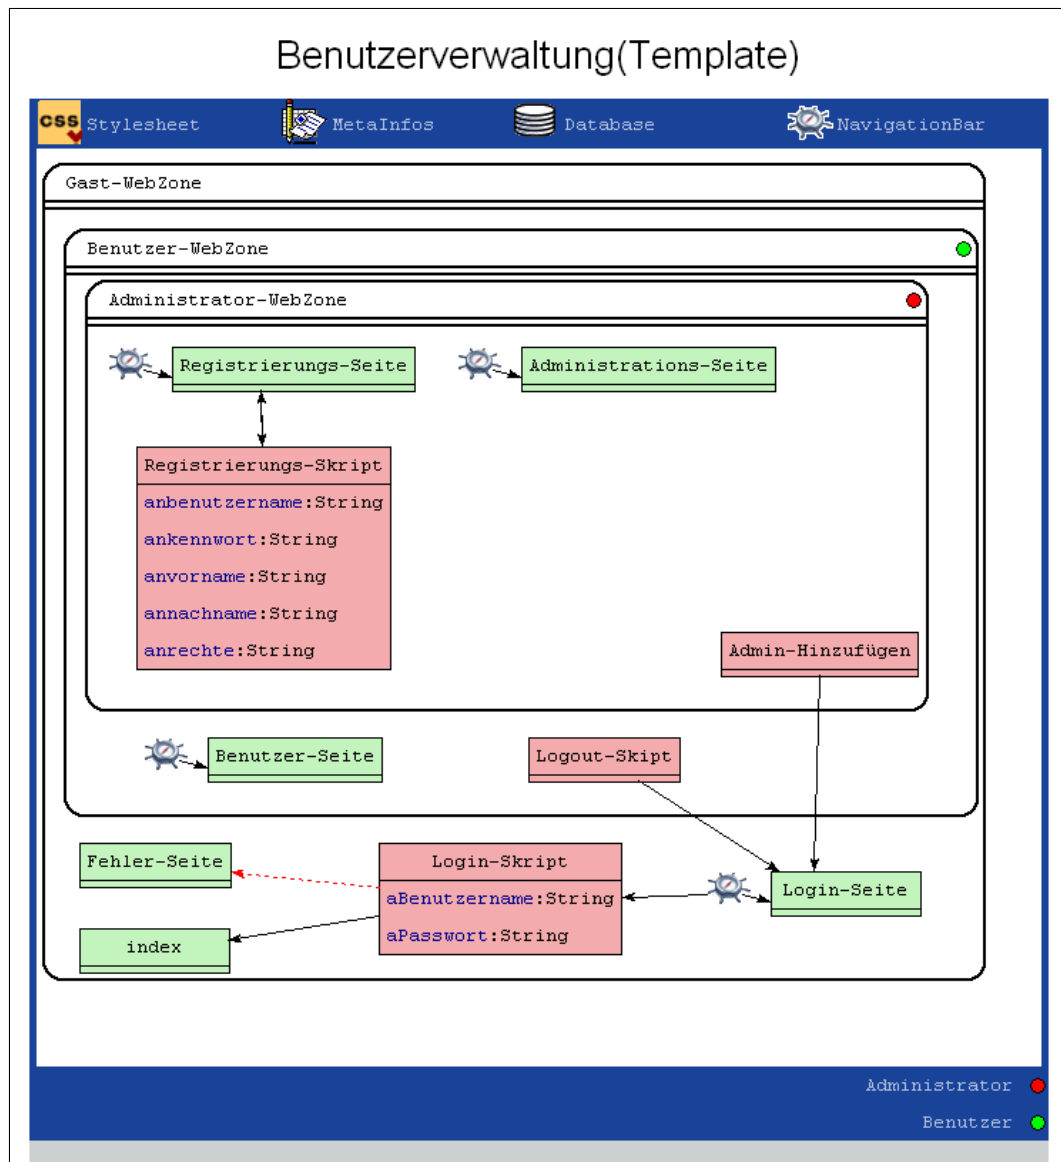 Benutzerverwaltung(Template)
css Stylesheet MetaInfos Database NavigationBar
Gast-WebZone
Benutzer-WebZone
Administrator-WebZone
Registrierungs-Seite Administrations-Seite
Registrierungs-Skript
anbenutzername:String
ankennwort:String
anvorname:String
annachname:String
anrechte:String
Admin-Hinzufügen
Benutzer-Seite Logout-Skipt
Fehler-Seite Login-Skript
Login-Seite
aBenutzername:String
aPasswort:String
index
Administrator
Benutzer